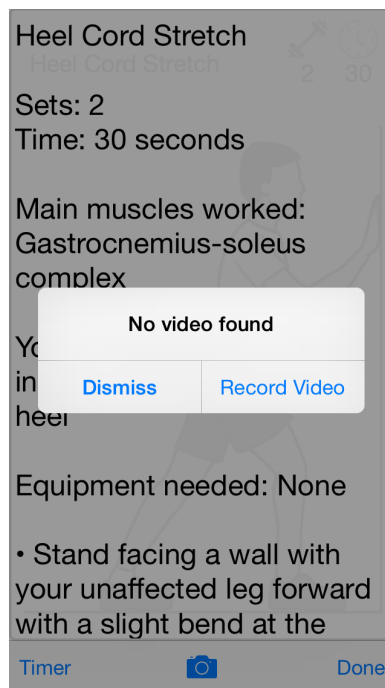 Heel Cord Stretch
Heel Cord Stretch
2 30
Sets: 2
Time: 30 seconds
Main muscles worked:
Gastrocnemius-soleus
complex
No video found
Dismiss Record Video
in
heel
Equipment needed: None
• Stand facing a wall with
your unaffected leg forward
with a slight bend at the
Timer Done